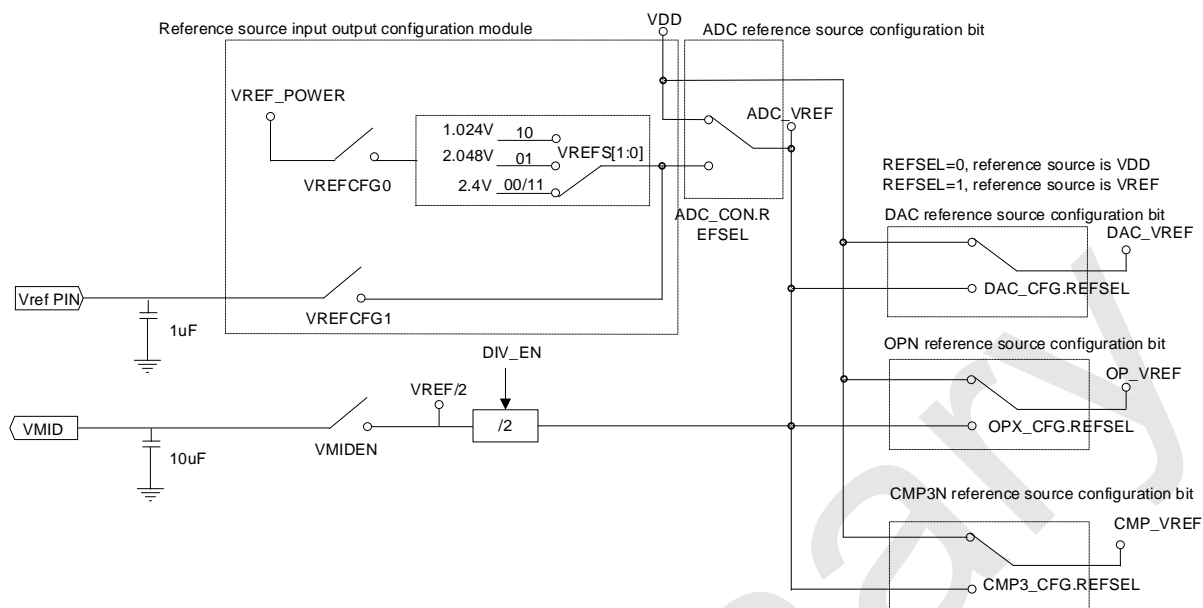 VDD
Reference source input output configuration module
ADC reference source configuration bit
VREF_POWER
ADC_VREF
1.024V 10
2.048V 01
2.4V 00/11
VREFS[1:0]
VREFCFG0
ADC_CON.R
EFSEL
REFSEL=0, reference source is VDD
REFSEL=1, reference source is VREF
DAC reference source configuration bit
DAC_VREF
DAC_CFG.REFSEL
Vref PIN
1uF
VREFCFG1
DIV_EN
OPN reference source configuration bit
OP_VREF
VREF/2
VMID
10uF
VMIDEN
/2
OPX_CFG.REFSEL
CMP3N reference source configuration bit
CMP_VREF
CMP3_CFG.REFSEL